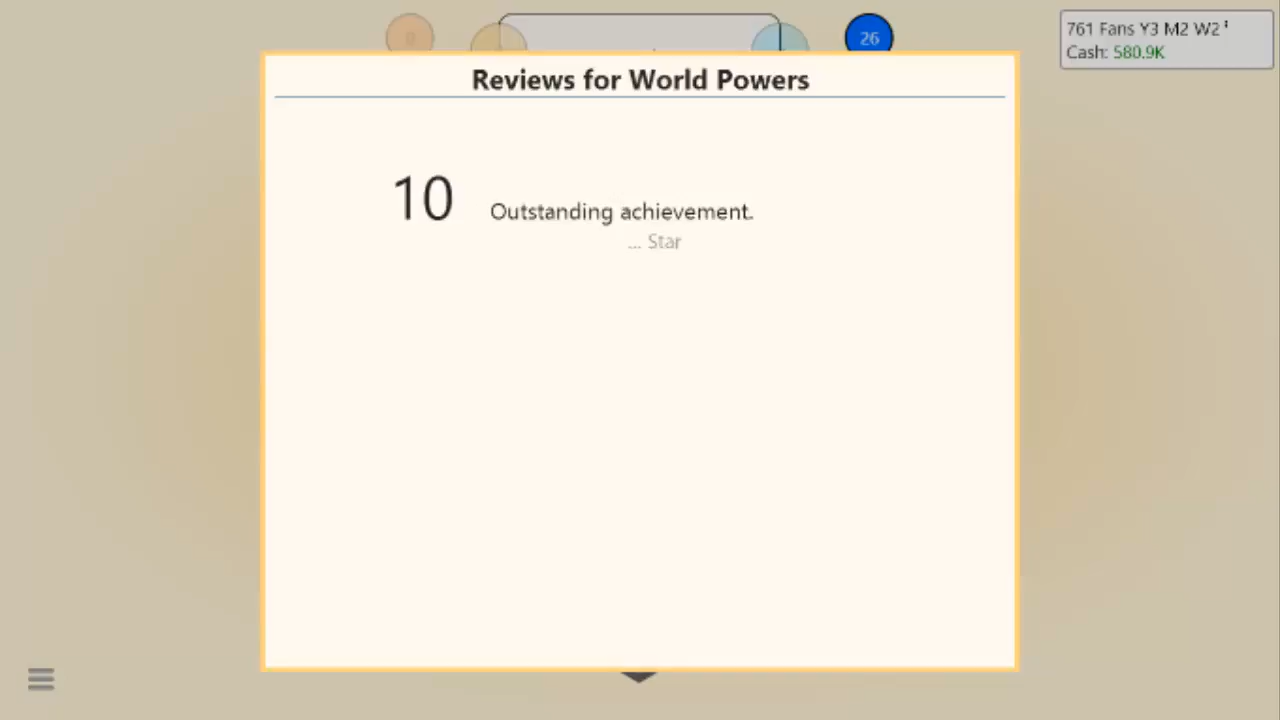 26
761 Fans Y3 M2 W2
Cash: 580.9K
Reviews for World Powers
10
Outstanding achievement.
... Star